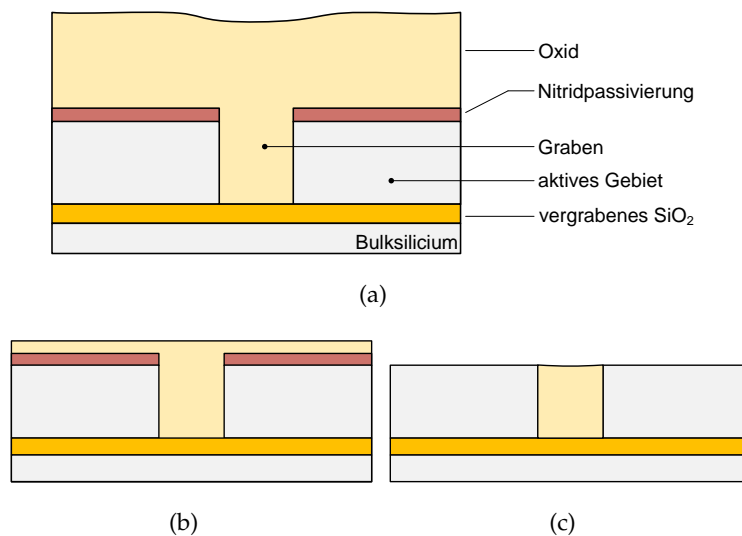 Oxid
Nitridpassivierung
Graben
aktives Gebiet
vergrabenes SiO₂
Bulksilicium
(a)
(b)
(c)